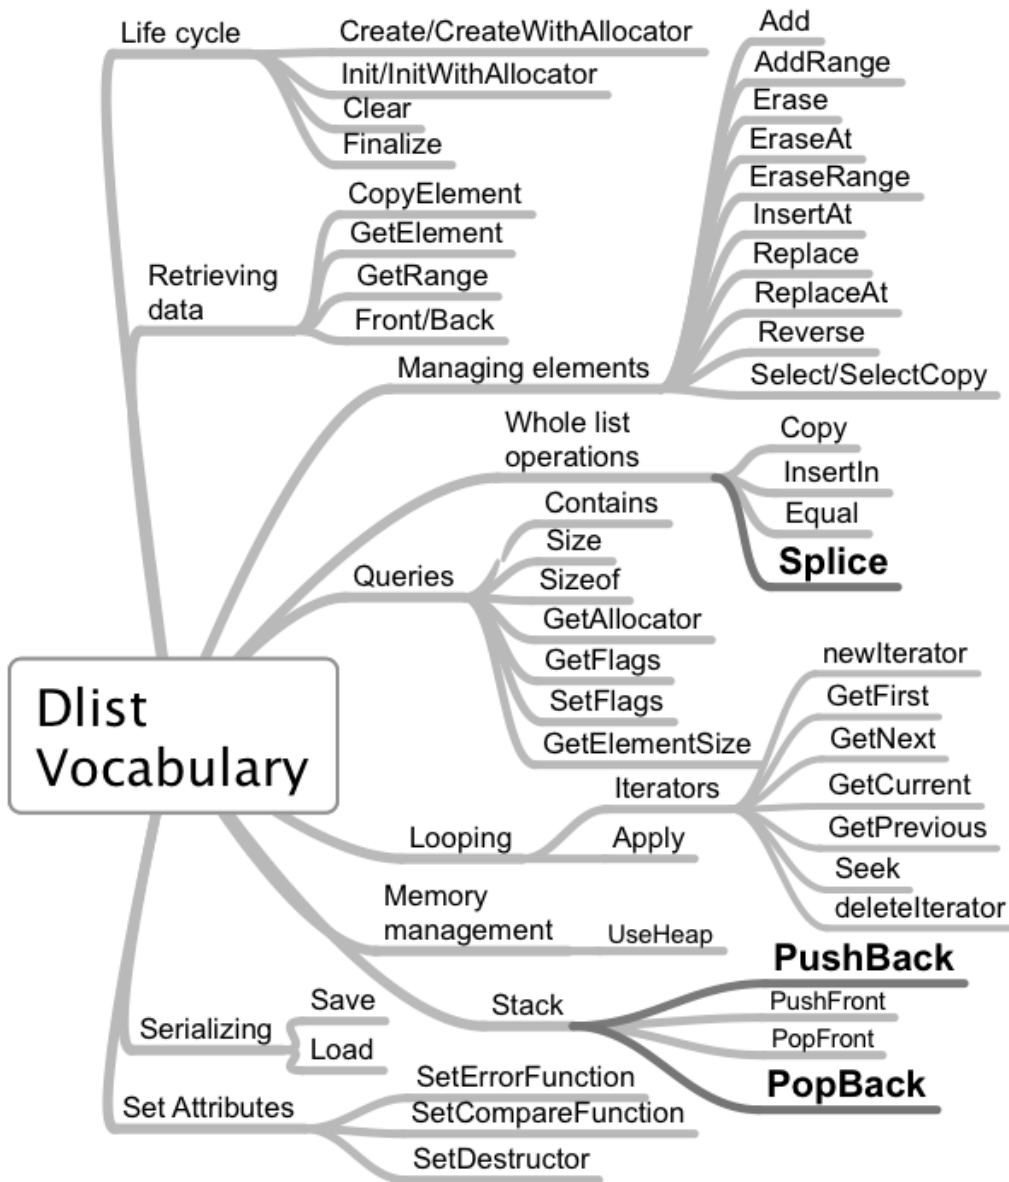 Dlist
Vocabulary
Life cycle
Create/CreateWithAllocator
Init/InitWithAllocator
Clear
Finalize
Retrieving
data
CopyElement
GetElement
GetRange
Front/Back
Managing elements
Add
AddRange
Erase
EraseAt
EraseRange
InsertAt
Replace
ReplaceAt
Reverse
Select/SelectCopy
Whole list
operations
Copy
InsertIn
Equal
Splice
Queries
Contains
Size
Sizeof
GetAllocator
GetFlags
SetFlags
GetElementSize
Looping
Iterators
newIterator
GetFirst
GetNext
GetCurrent
GetPrevious
Seek
deleteIterator
Apply
Memory
management
UseHeap
Stack
PushBack
PushFront
PopFront
PopBack
Serializing
Save
Load
Set Attributes
SetErrorFunction
SetCompareFunction
SetDestructor